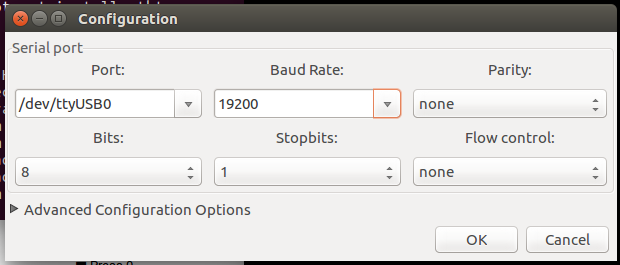 Configuration
Serial port
Port: Baud Rate: Parity:
/dev/ttyUSB0 19200 none
Bits: Stopbits: Flow control:
8 1 none
Advanced Configuration Options
OK Cancel